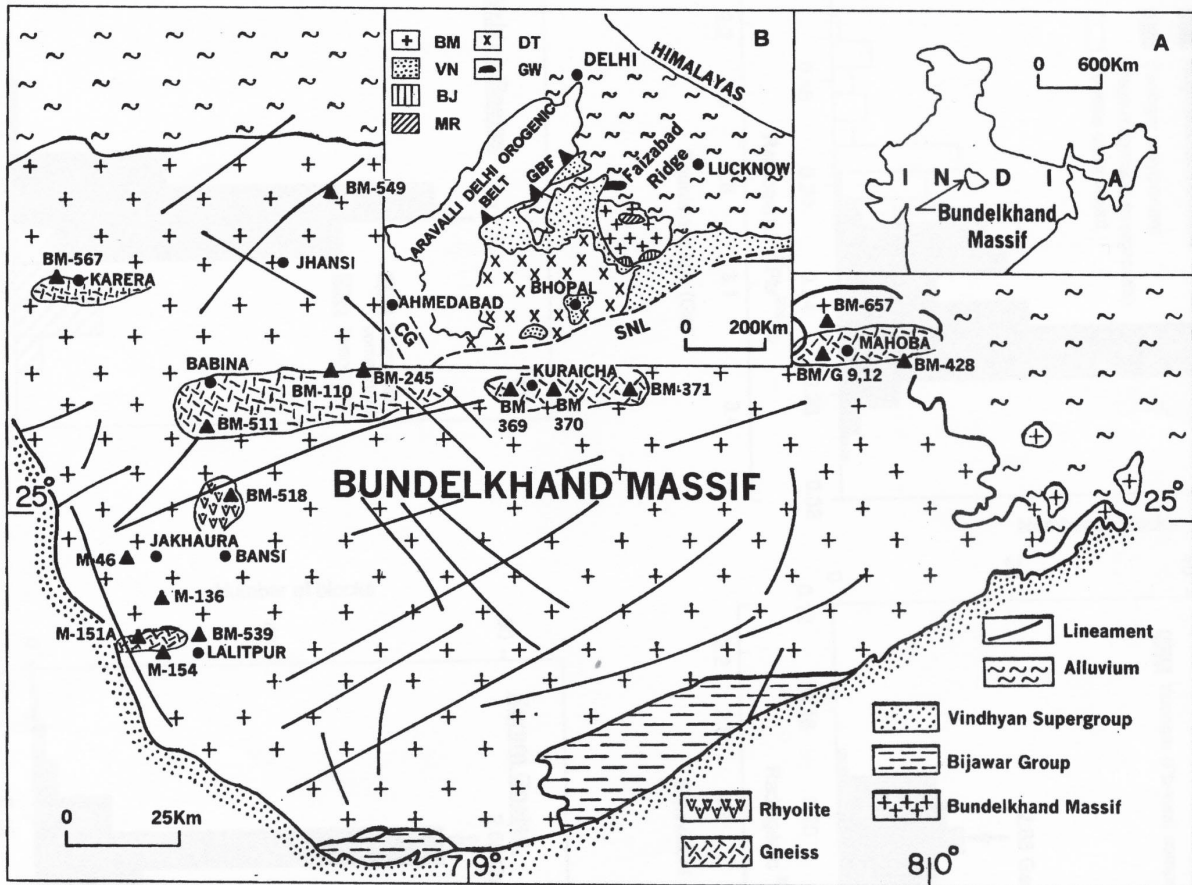 BM
DT
VN
GW
BJ
MR
B
DELHI
HIMALAYAS
ARAVALLI DELHI OROGENIC
BELT
GBF
Faizabad
Ridge
LUCKNOW
AHMEDABAD
BHOPAL
CG
SNL
0 200Km
A
0 600Km
I N D I A
Bundelkhand
Massif
BM-549
BM-567
KARERA
JHANSI
BM-657
MAHOBA
BM/G 9,12
BM-428
BABINA
BM-110
BM-245
KURAICHA
BM
369
BM
370
BM-371
BM-511
BUNDELKHAND MASSIF
25°
25°
BM-518
JAKHAURA
BANSI
M-46
M-136
M-151A
BM-539
LALITPUR
M-154
Lineament
Alluvium
Vindhyan Supergroup
Bijawar Group
Bundelkhand Massif
Rhyolite
Gneiss
0 25Km
79°
80°